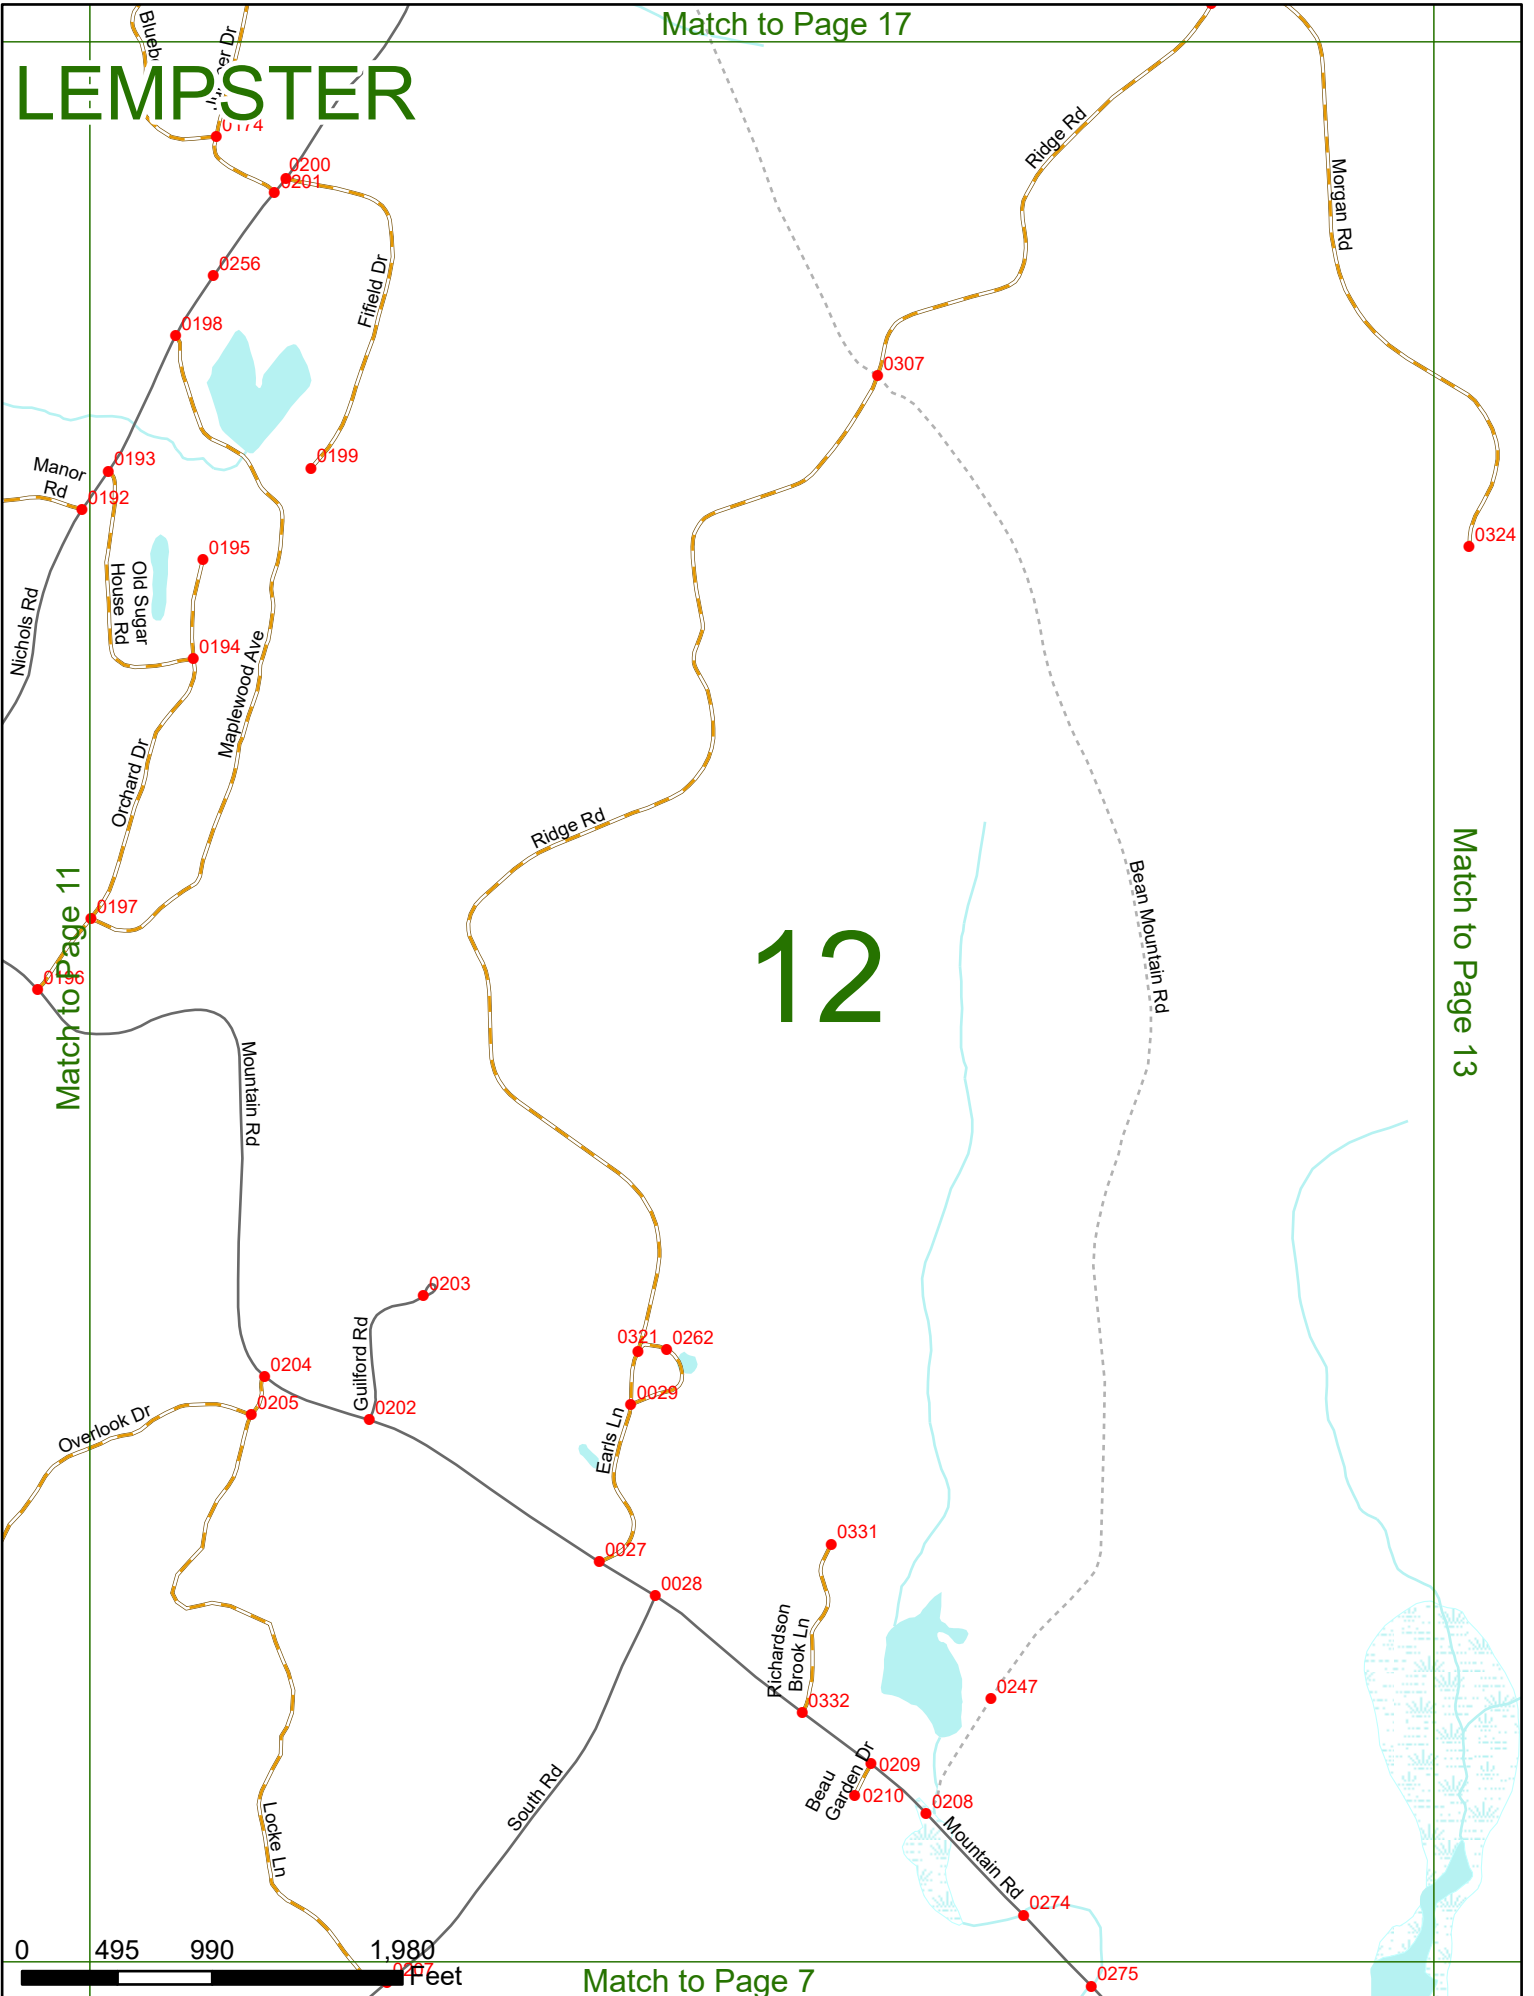 Match to Page 17
LEMPSTER
0174
0200
0201
Ridge Rd
Morgan Rd
0256
Fifield Dr
0198
0307
0193
0199
Manor
Rd
0192
0324
0195
Old Sugar
House Rd
Nichols Rd
0194
Maplewood Ave
Orchard Dr
Ridge Rd
Match to Page 11
0197
Bean Mountain Rd
Match to Page 13
12
0196
Mountain Rd
0203
Guilford Rd
0321
0262
0204
0029
0205
0202
Overlook Dr
Earls Ln
0331
0027
0028
Richardson
Brook Ln
0247
0332
0209
Beau
Garden Dr
0210
0208
South Rd
Locke Ln
Mountain Rd
0274
0 495 990 1,980
Feet
0207
Match to Page 7
0275